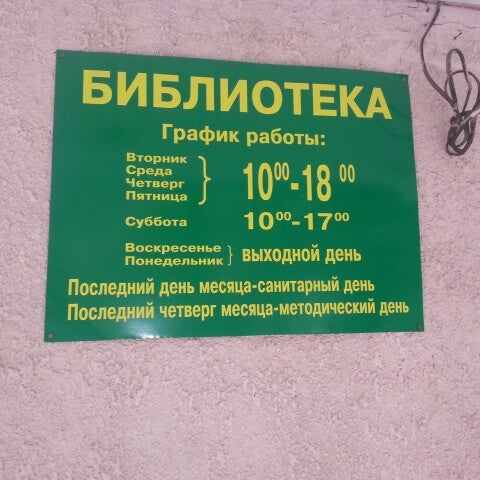 БИБЛИОТЕКА
График работы:
Вторник
Среда
Четверг
Пятница
10⁰⁰-18⁰⁰
Суббота 10⁰⁰-17⁰⁰
Воскресенье
Понедельник
выходной день
Последний день месяца-санитарный день
Последний четверг месяца-методический день